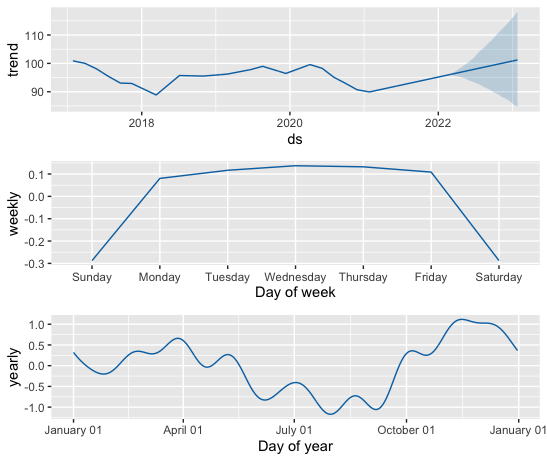 110
100
90
trend
2018
2020
2022
ds
0.1
0.0
-0.1
-0.2
-0.3
weekly
Sunday Monday Tuesday Wednesday Thursday Friday Saturday
Day of week
1.0
0.5
0.0
-0.5
-1.0
yearly
January 01 April 01 July 01 October 01 January 01
Day of year